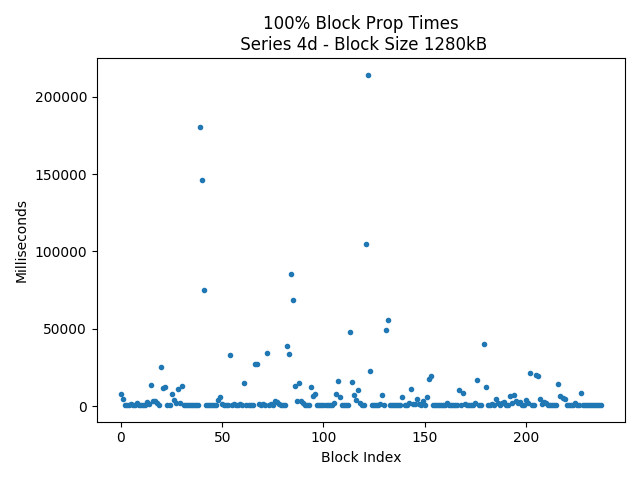 100% Block Prop Times
Series 4d - Block Size 1280kB
200000
150000
100000
50000
0
Milliseconds
0 50 100 150 200
Block Index